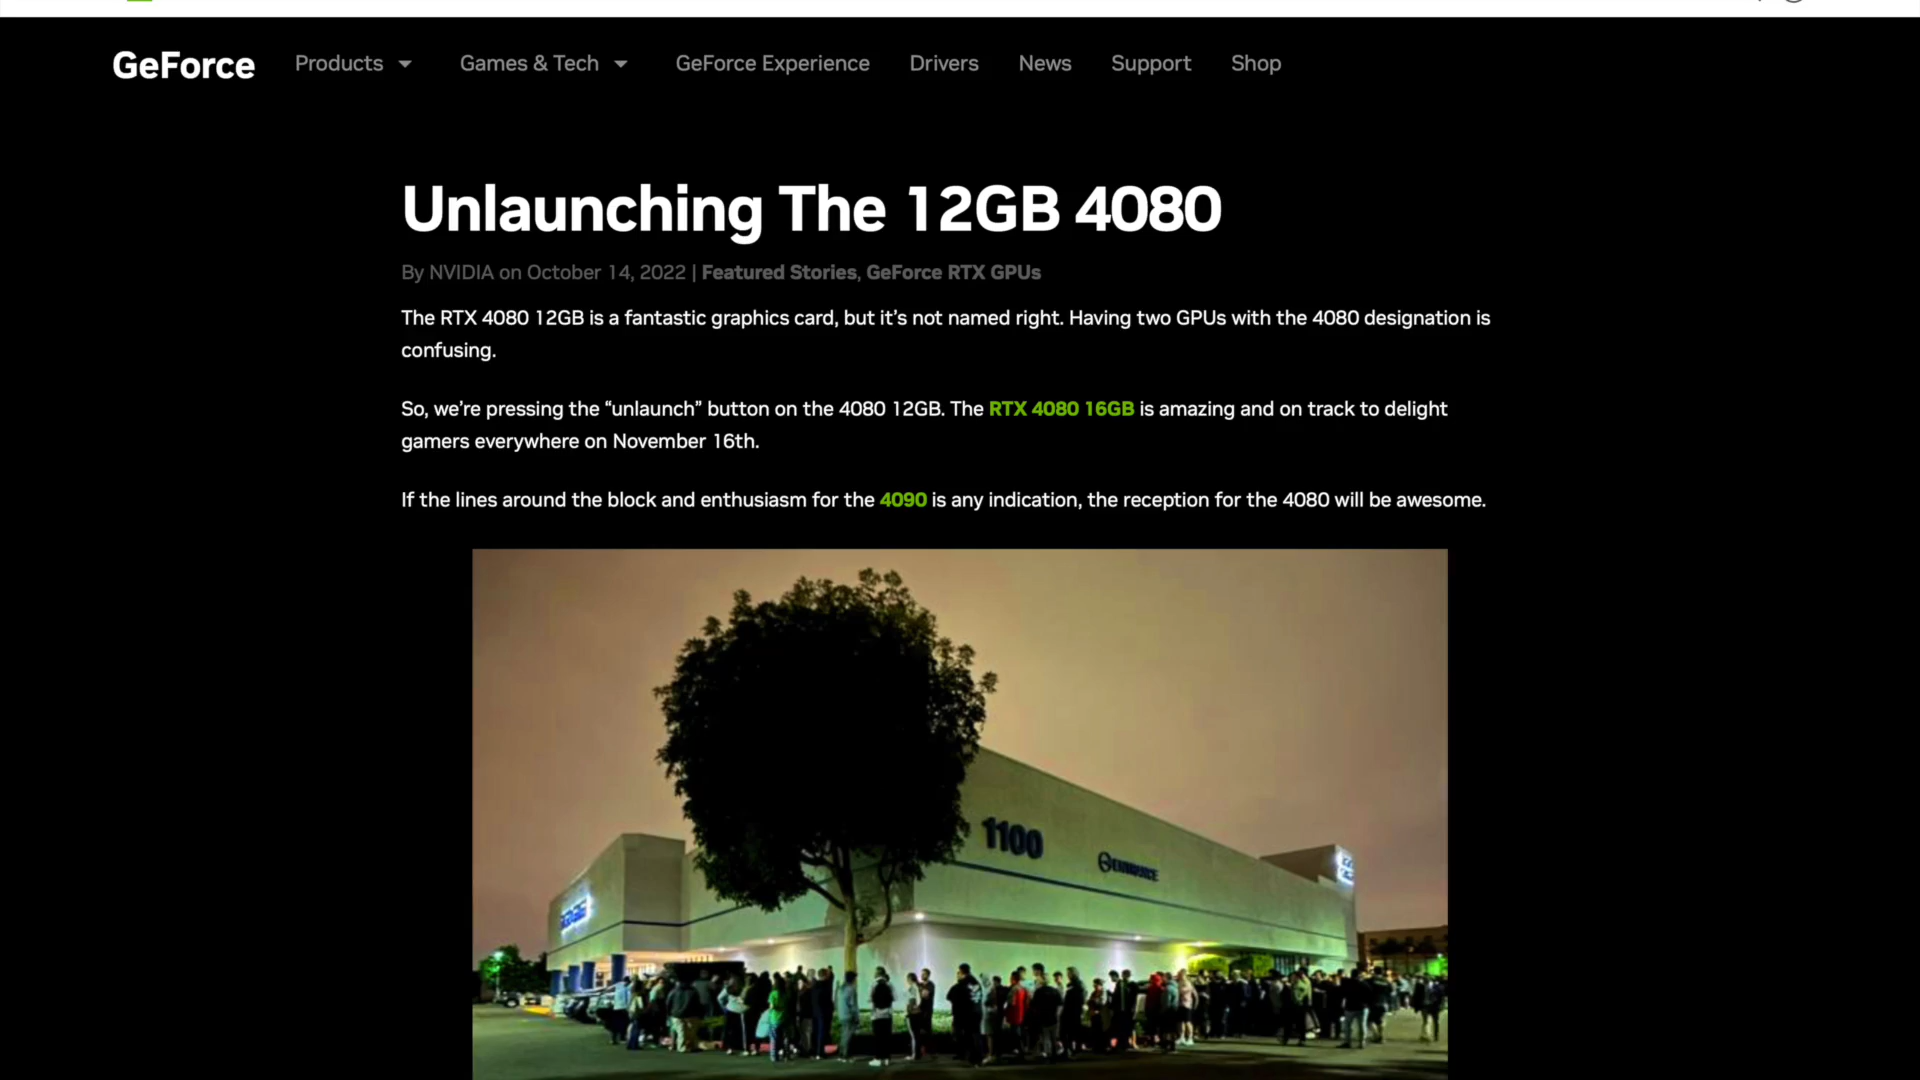 GeForce Products Games & Tech GeForce Experience Drivers News Support Shop
Unlaunching The 12GB 4080
By NVIDIA on October 14, 2022 | Featured Stories, GeForce RTX GPUs
The RTX 4080 12GB is a fantastic graphics card, but it’s not named right. Having two GPUs with the 4080 designation is
confusing.
So, we’re pressing the “unlaunch” button on the 4080 12GB. The RTX 4080 16GB is amazing and on track to delight
gamers everywhere on November 16th.
If the lines around the block and enthusiasm for the 4090 is any indication, the reception for the 4080 will be awesome.
1100
ENTRANCE